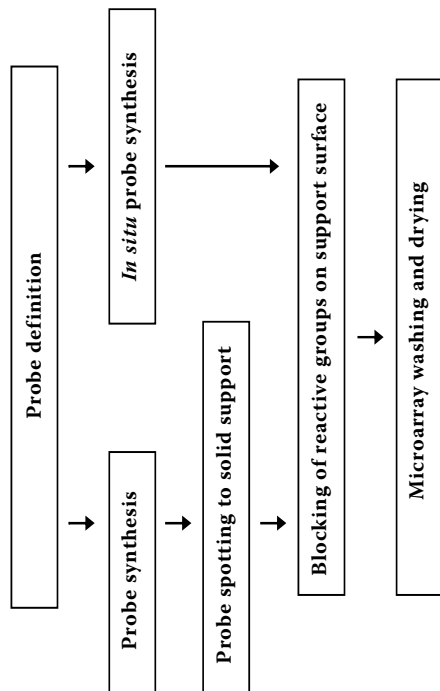 Probe definition
Probe synthesis
In situ probe synthesis
Probe spotting to solid support
Blocking of reactive groups on support surface
Microarray washing and drying